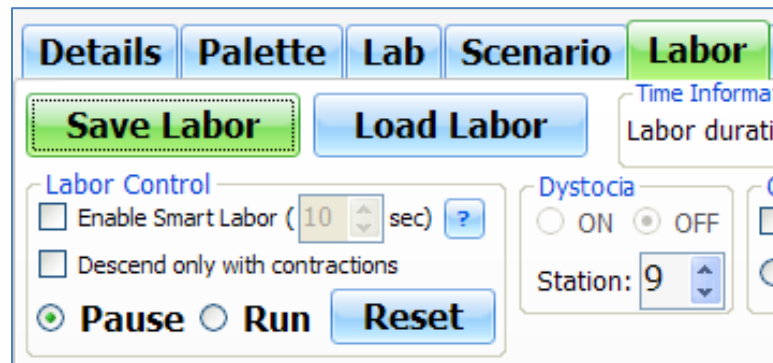 Details Palette Lab Scenario Labor
Save Labor Load Labor
Time Informa
Labor durati
Labor Control
Enable Smart Labor ( 10 sec) ?
Descend only with contractions
Pause Run Reset
Dystocia
ON OFF
Station: 9